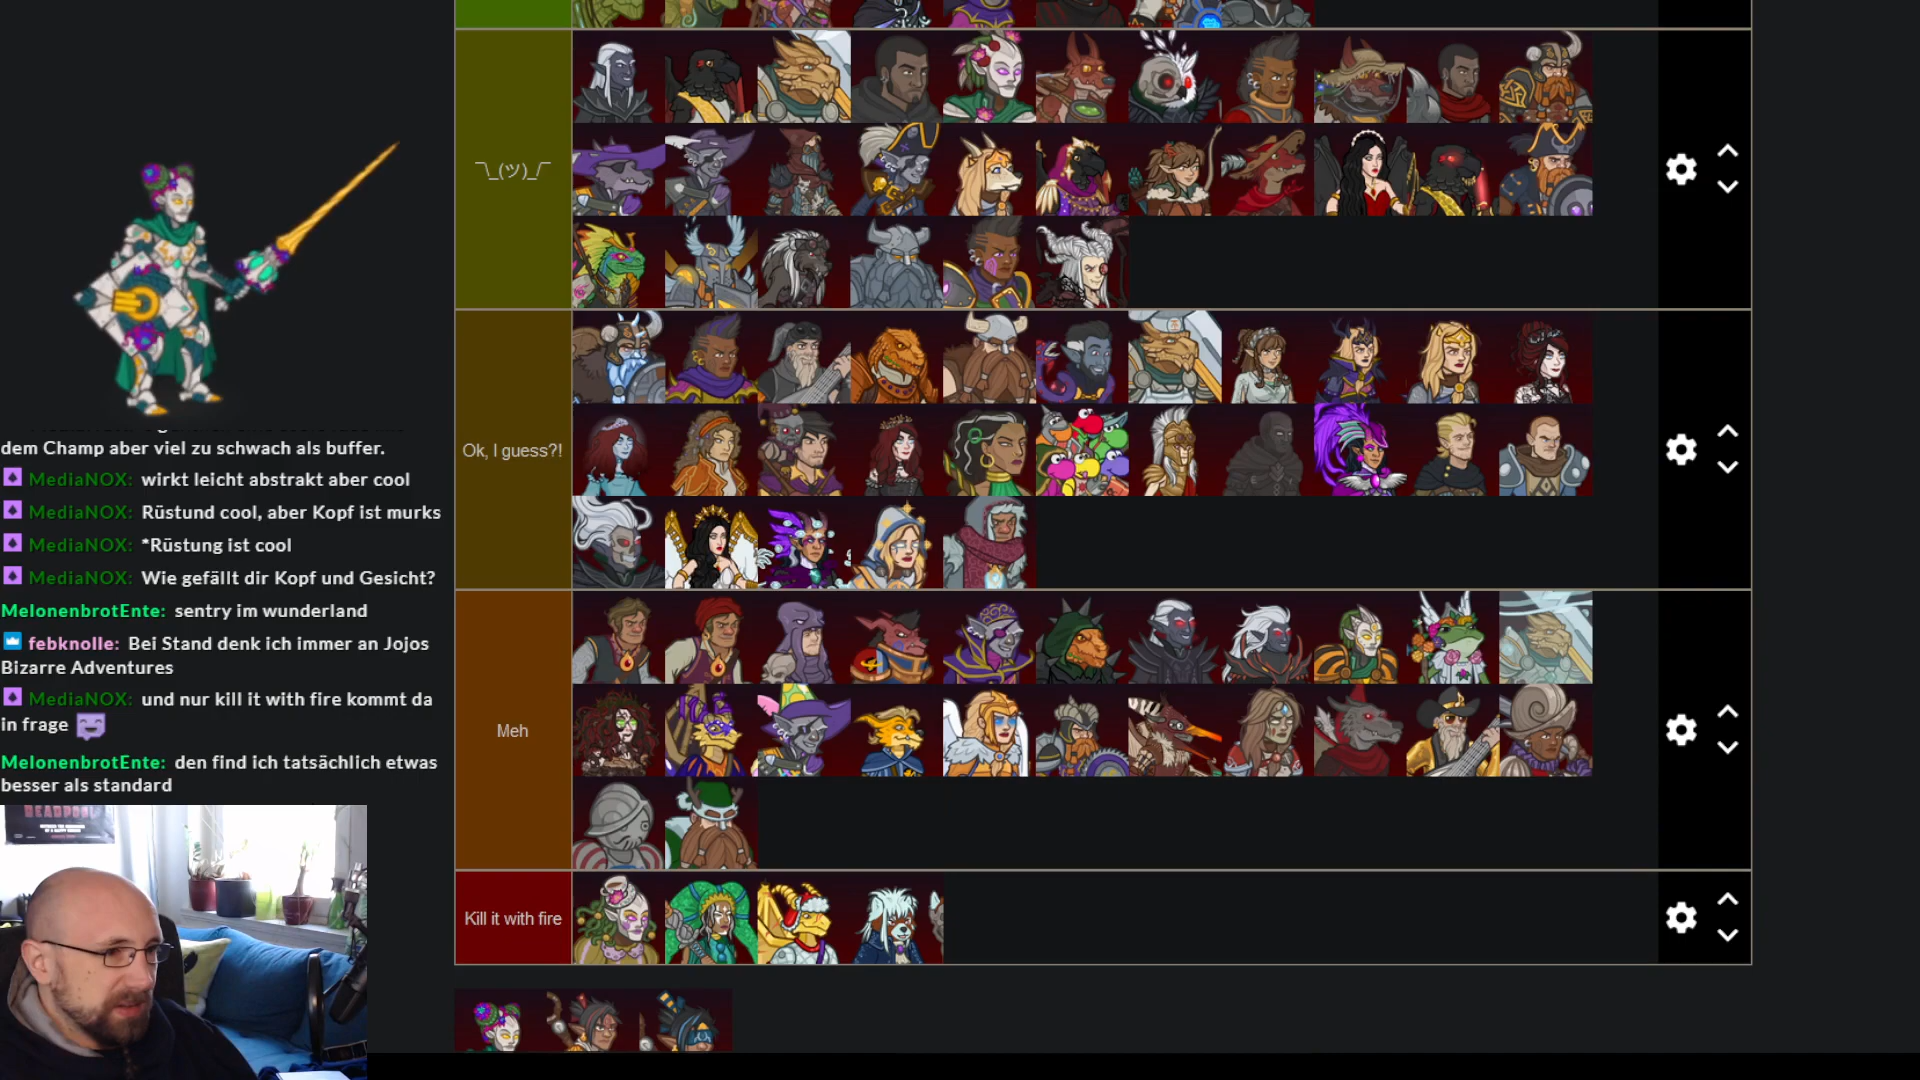 dem Champ aber viel zu schwach als buffer.
MediaNOX: wirkt leicht abstrakt aber cool
MediaNOX: Rüstund cool, aber Kopf ist murks
MediaNOX: *Rüstung ist cool
MediaNOX: Wie gefällt dir Kopf und Gesicht?
MelonenbrotEnte: sentry im wunderland
febknolle: Bei Stand denk ich immer an Jojos
Bizarre Adventures
MediaNOX: und nur kill it with fire kommt da
in frage
MelonenbrotEnte: den find ich tatsächlich etwas
besser als standard
DEADPOOL
¯\_(ツ)_/¯
Ok, I guess?!
Meh
Kill it with fire